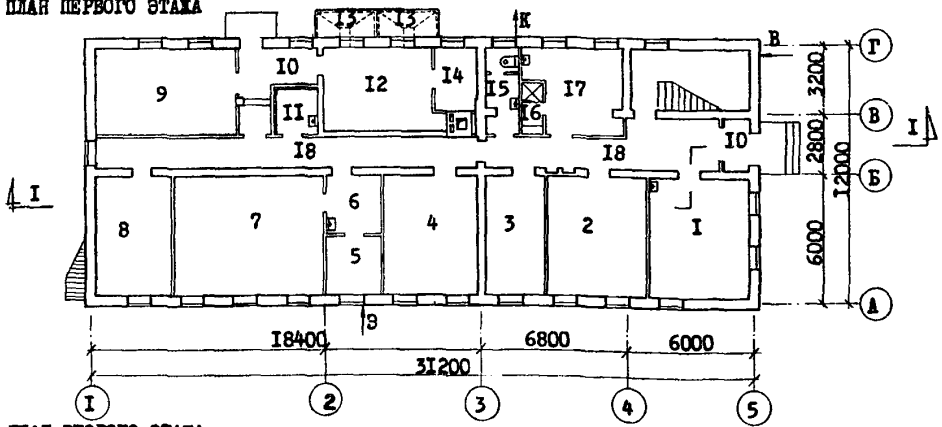 ПЛАН ПЕРВОГО ЭТАЖА
I3 I3 К
Г
В
9 I0 I2 I4 I5 I7 3200
II I6 В
I8 I8 I0 2800 I2000 I
I Б
8 7 6 4 3 2 I 6000
5
А
Э
I8400 6800 6000
3I200
I 2 3 4 5